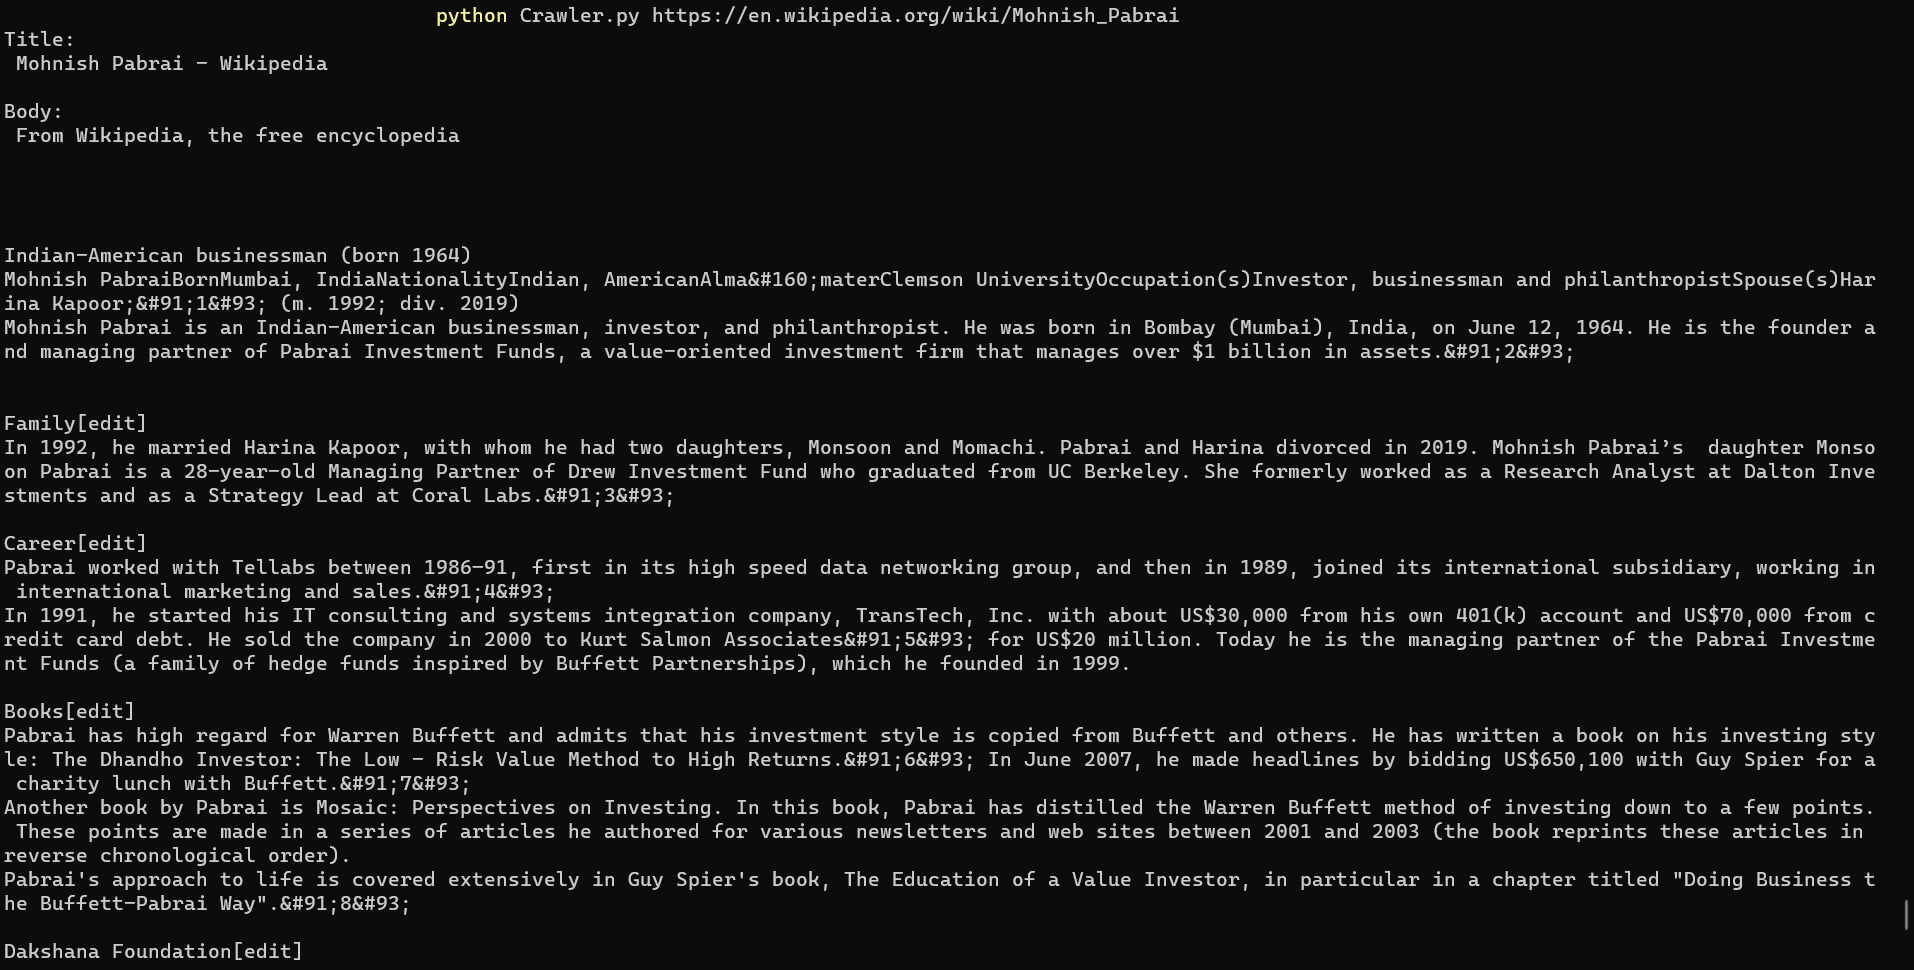 python Crawler.py https://en.wikipedia.org/wiki/Mohnish_Pabrai
Title:
 Mohnish Pabrai - Wikipedia
Body:
 From Wikipedia, the free encyclopedia
Indian-American businessman (born 1964)
Mohnish PabraiBornMumbai, IndiaNationalityIndian, AmericanAlma&#160;materClemson UniversityOccupation(s)Investor, businessman and philanthropistSpouse(s)Har
ina Kapoor;&#91;1&#93; (m. 1992; div. 2019)
Mohnish Pabrai is an Indian-American businessman, investor, and philanthropist. He was born in Bombay (Mumbai), India, on June 12, 1964. He is the founder a
nd managing partner of Pabrai Investment Funds, a value-oriented investment firm that manages over $1 billion in assets.&#91;2&#93;
Family[edit]
In 1992, he married Harina Kapoor, with whom he had two daughters, Monsoon and Momachi. Pabrai and Harina divorced in 2019. Mohnish Pabrai’s  daughter Monso
on Pabrai is a 28-year-old Managing Partner of Drew Investment Fund who graduated from UC Berkeley. She formerly worked as a Research Analyst at Dalton Inve
stments and as a Strategy Lead at Coral Labs.&#91;3&#93;
Career[edit]
Pabrai worked with Tellabs between 1986–91, first in its high speed data networking group, and then in 1989, joined its international subsidiary, working in
 international marketing and sales.&#91;4&#93;
In 1991, he started his IT consulting and systems integration company, TransTech, Inc. with about US$30,000 from his own 401(k) account and US$70,000 from c
redit card debt. He sold the company in 2000 to Kurt Salmon Associates&#91;5&#93; for US$20 million. Today he is the managing partner of the Pabrai Investme
nt Funds (a family of hedge funds inspired by Buffett Partnerships), which he founded in 1999.
Books[edit]
Pabrai has high regard for Warren Buffett and admits that his investment style is copied from Buffett and others. He has written a book on his investing sty
le: The Dhandho Investor: The Low - Risk Value Method to High Returns.&#91;6&#93; In June 2007, he made headlines by bidding US$650,100 with Guy Spier for a
 charity lunch with Buffett.&#91;7&#93;
Another book by Pabrai is Mosaic: Perspectives on Investing. In this book, Pabrai has distilled the Warren Buffett method of investing down to a few points.
 These points are made in a series of articles he authored for various newsletters and web sites between 2001 and 2003 (the book reprints these articles in
reverse chronological order).
Pabrai's approach to life is covered extensively in Guy Spier's book, The Education of a Value Investor, in particular in a chapter titled "Doing Business t
he Buffett-Pabrai Way".&#91;8&#93;
Dakshana Foundation[edit]